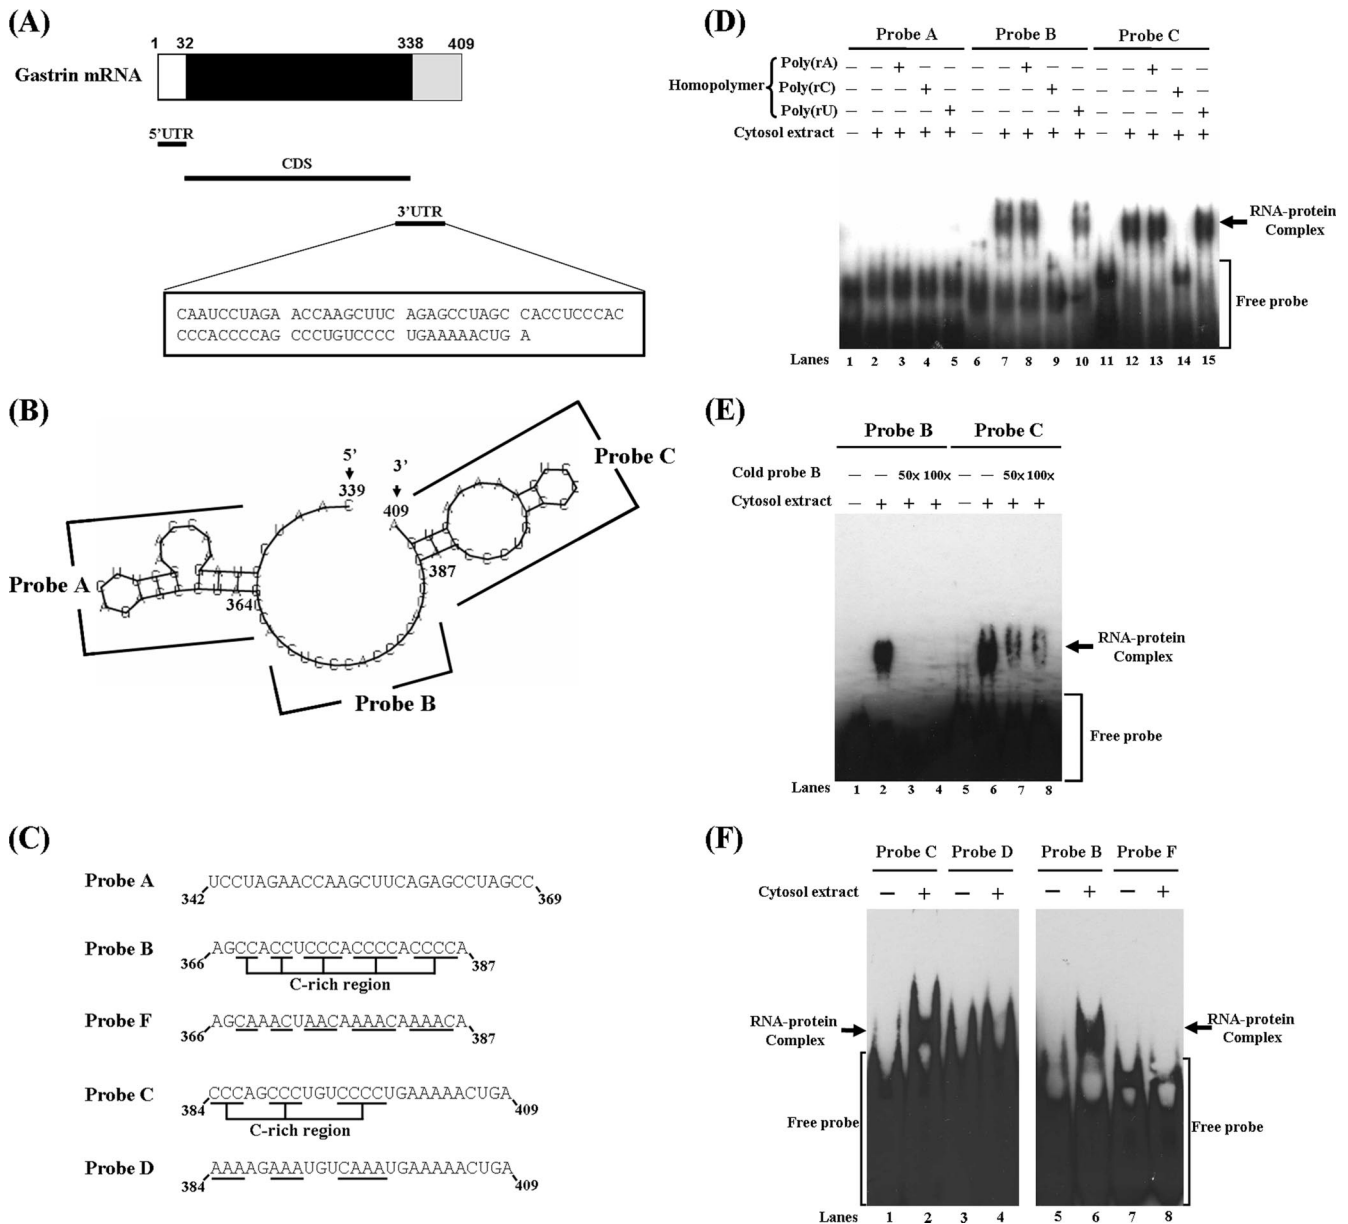 (A)
1 32 338 409
Gastrin mRNA
5'UTR
CDS
3'UTR
CAAUCCUAGA ACCAAGCUUC AGAGCCUAGC CACCUCCCAC
CCCACCCCAG CCCUGUCCCC UGAAAAACUG A
(B)
5' 3'
339
409
387
364
Probe A
Probe B
Probe C
(C)
Probe A UCCUAGAACCAAGCUUCAGAGCCUAGCC
342 369
Probe B AGCCACCUCCCACCCCACCCCA
366 387
C-rich region
Probe F AGCAAACUAACAAAACAAAACA
366 387
Probe C CCCAGCCCUGUCCCCUGAAAAACUGA
384 409
C-rich region
Probe D AAAAGAAAUGUCAAAUGAAAAACUGA
384 409
(D)
Probe A Probe B Probe C
Poly(rA) – – + – – – – + – – – – + – –
Homopolymer Poly(rC) – – – + – – – – + – – – – + –
Poly(rU) – – – – + – – – – + – – – – +
Cytosol extract – + + + + – + + + + – + + + +
RNA-protein
Complex
Free probe
Lanes 1 2 3 4 5 6 7 8 9 10 11 12 13 14 15
(E)
Probe B Probe C
Cold probe B – – 50x 100x – – 50x 100x
Cytosol extract – + + + – + + +
RNA-protein
Complex
Free probe
Lanes 1 2 3 4 5 6 7 8
(F)
Probe C Probe D Probe B Probe F
Cytosol extract – + – + – + – +
RNA-protein
Complex
RNA-protein
Complex
Free probe
Free probe
Lanes 1 2 3 4 5 6 7 8